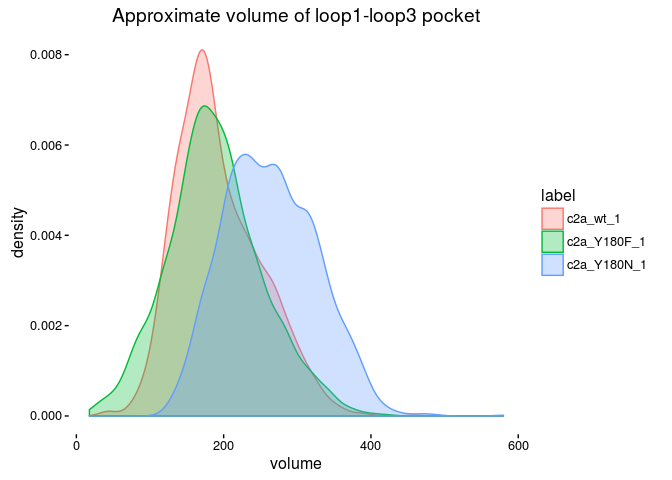 Approximate volume of loop1-loop3 pocket
0.008
0.006
0.004
0.002
0.000
density
0
200
400
600
volume
label
c2a_wt_1
c2a_Y180F_1
c2a_Y180N_1